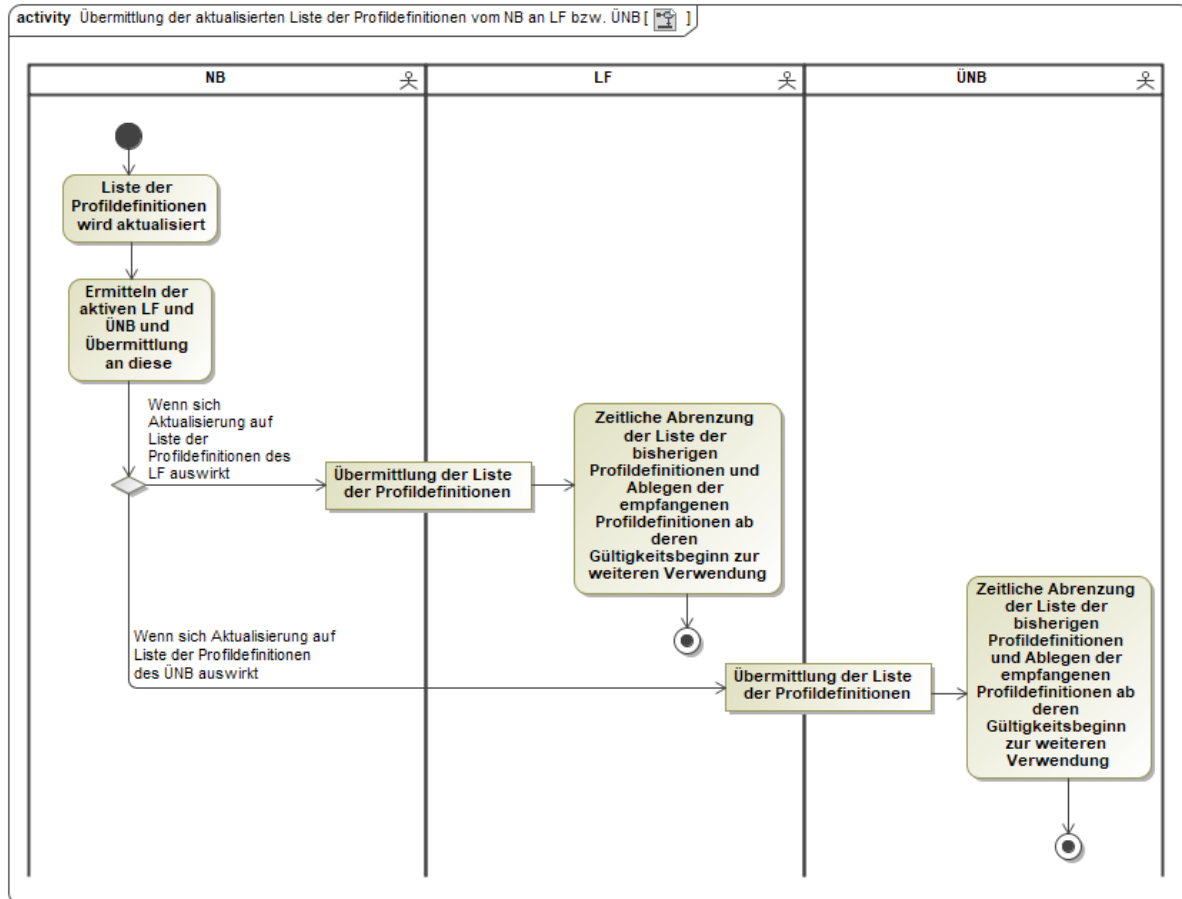 activity Übermittlung der aktualisierten Liste der Profildefinitionen vom NB an LF bzw. ÜNB [ ]
NB
LF
ÜNB
Liste der
Profildefinitionen
wird aktualisiert
Ermitteln der
aktiven LF und
ÜNB und
Übermittlung
an diese
Wenn sich
Aktualisierung auf
Liste der
Profildefinitionen des
LF auswirkt
Übermittlung der Liste
der Profildefinitionen
Zeitliche Abrenzung
der Liste der
bisherigen
Profildefinitionen und
Ablegen der
empfangenen
Profildefinitionen ab
deren
Gültigkeitsbeginn zur
weiteren Verwendung
Wenn sich Aktualisierung auf
Liste der Profildefinitionen
des ÜNB auswirkt
Übermittlung der Liste
der Profildefinitionen
Zeitliche Abrenzung
der Liste der
bisherigen
Profildefinitionen
und Ablegen der
empfangenen
Profildefinitionen ab
deren
Gültigkeitsbeginn
zur weiteren
Verwendung